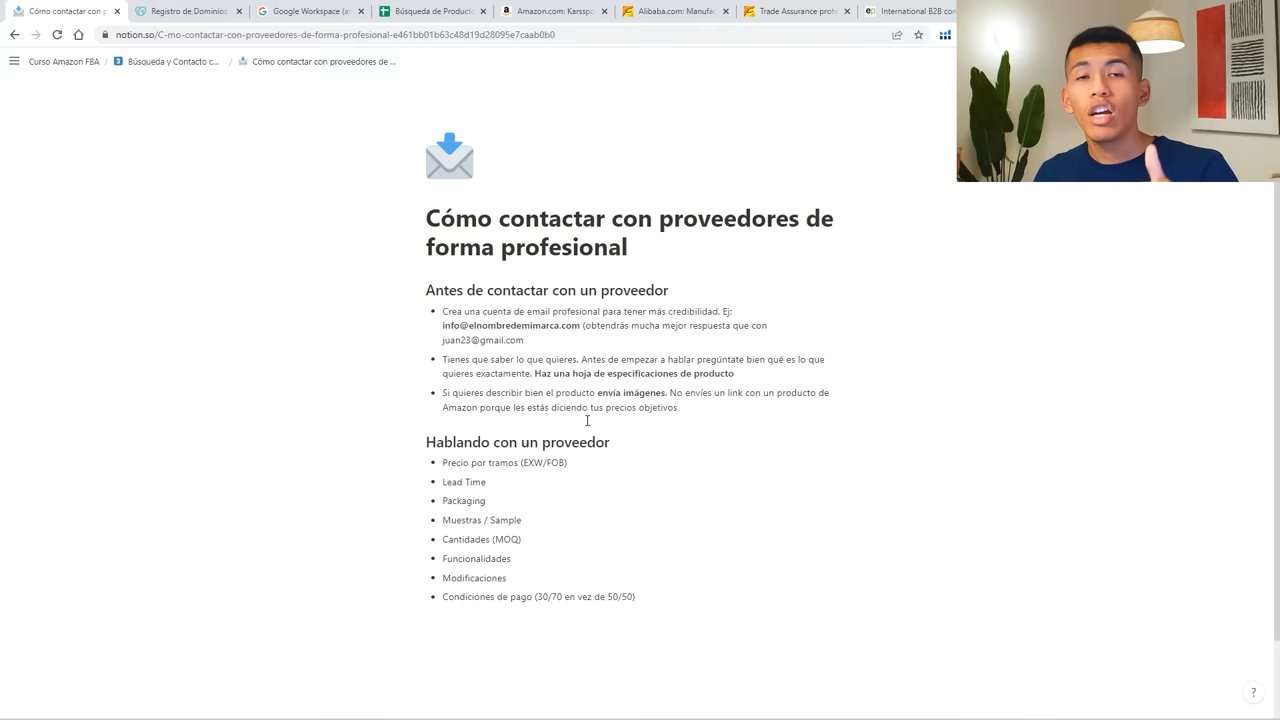 Cómo contactar con p
Registro de Dominios
Google Workspace (an
Búsqueda de Producto
Amazon.com: Karsspo
Alibaba.com: Manufac
Trade Assurance prote
International B2B com
notion.so/C-mo-contactar-con-proveedores-de-forma-profesional-e461bb01b63c48d19d28095e7caab0b0
Curso Amazon FBA / 3 Búsqueda y Contacto c... / Cómo contactar con proveedores de ...
Cómo contactar con proveedores de
forma profesional
Antes de contactar con un proveedor
• Crea una cuenta de email profesional para tener más credibilidad. Ej:
info@elnombredemimarca.com (obtendrás mucha mejor respuesta que con
juan23@gmail.com
• Tienes que saber lo que quieres. Antes de empezar a hablar pregúntate bien qué es lo que
quieres exactamente. Haz una hoja de especificaciones de producto
• Si quieres describir bien el producto envía imágenes. No envíes un link con un producto de
Amazon porque les estás diciendo tus precios objetivos
Hablando con un proveedor
• Precio por tramos (EXW/FOB)
• Lead Time
• Packaging
• Muestras / Sample
• Cantidades (MOQ)
• Funcionalidades
• Modificaciones
• Condiciones de pago (30/70 en vez de 50/50)
?